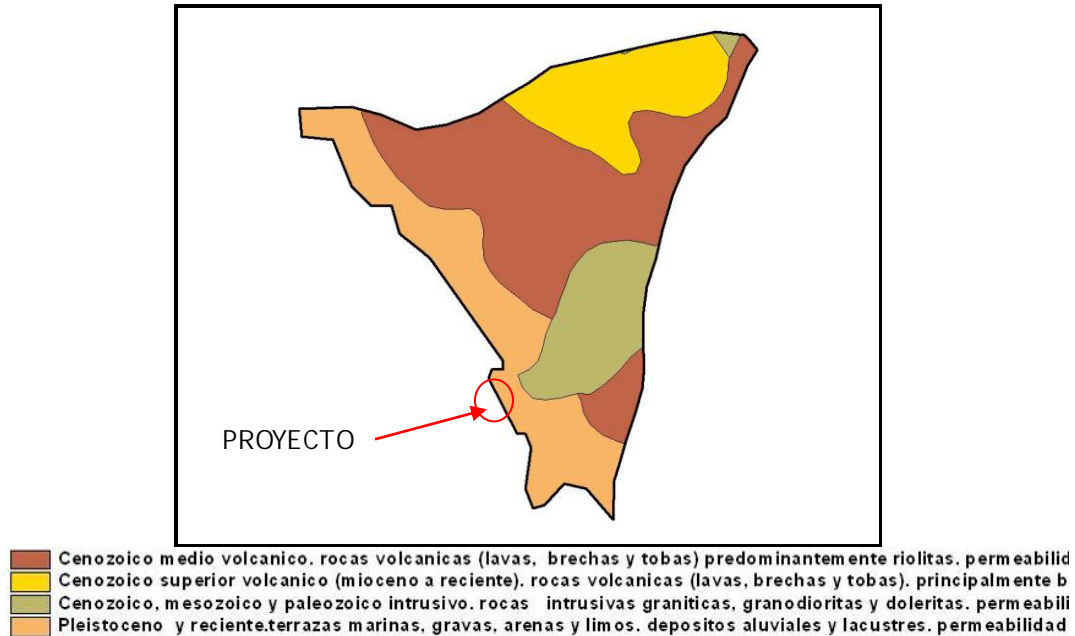 PROYECTO
Cenozoico medio volcanico. rocas volcanicas (lavas, brechas y tobas) predominantemente riolitas. permeabilid
Cenozoico superior volcanico (mioceno a reciente). rocas volcanicas (lavas, brechas y tobas). principalmente b
Cenozoico, mesozoico y paleozoico intrusivo. rocas intrusivas graniticas, granodioritas y doleritas. permeabili
Pleistoceno y reciente.terrazas marinas, gravas, arenas y limos. depositos aluviales y lacustres. permeabilidad